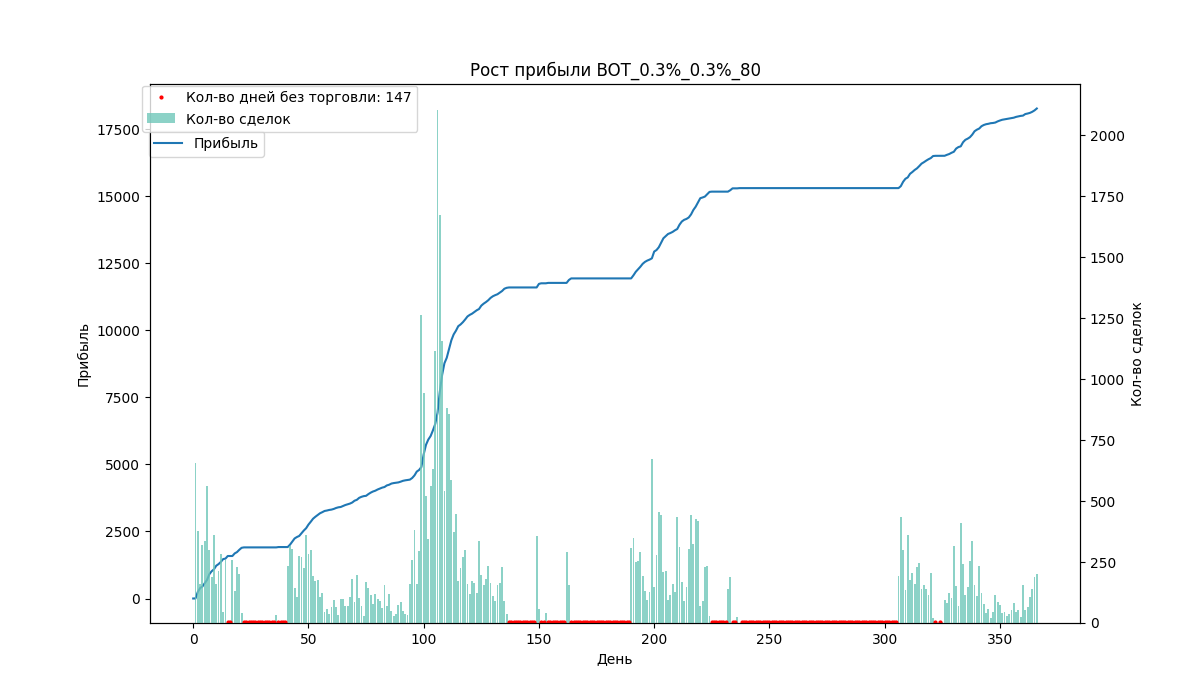 Рост прибыли BOT_0.3%_0.3%_80
Кол-во дней без торговли: 147
Кол-во сделок
Прибыль
17500
15000
12500
10000
7500
5000
2500
0
Прибыль
2000
1750
1500
1250
1000
750
500
250
0
Кол-во сделок
0 50 100 150 200 250 300 350
День